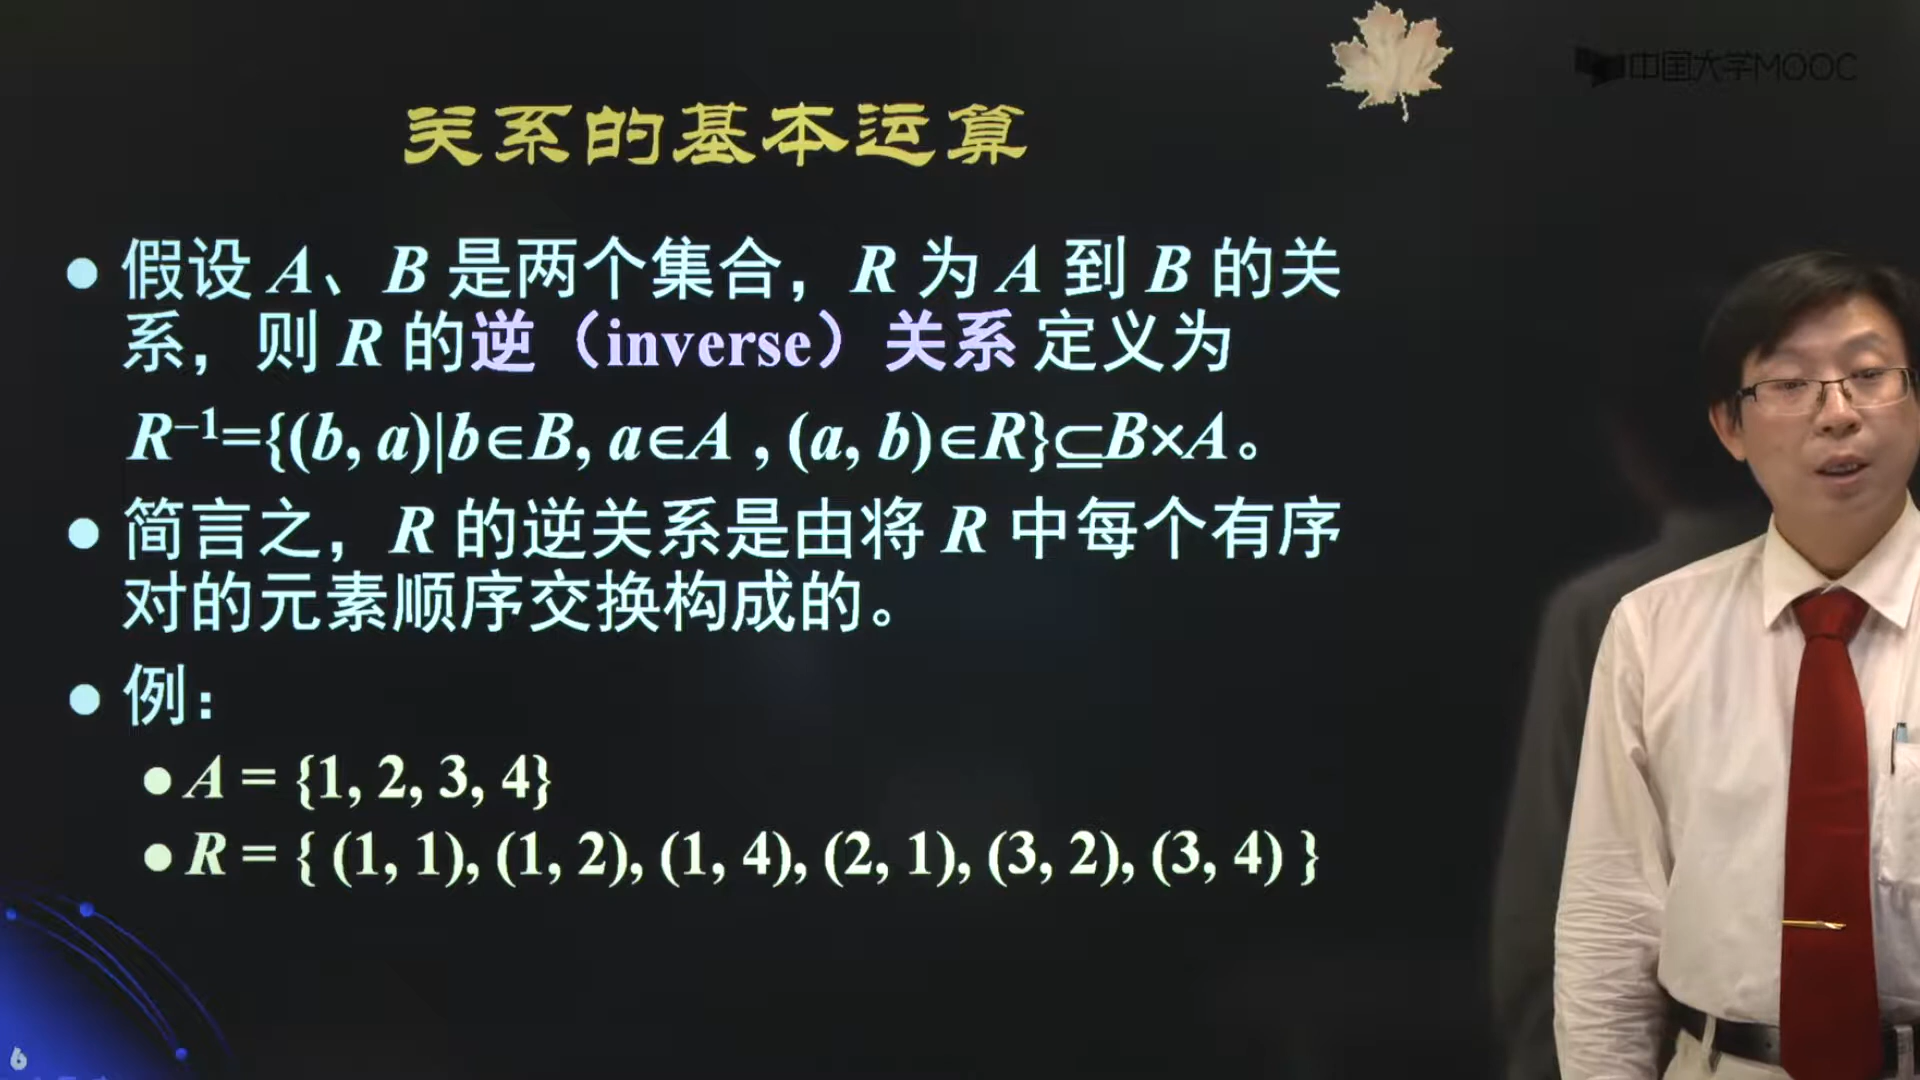 中国大学MOOC
关系的基本运算
● 假设 A、B 是两个集合，R 为 A 到 B 的关
系，则 R 的逆（inverse）关系 定义为
R⁻¹={(b, a)|b∈B, a∈A , (a, b)∈R}⊆B×A。
● 简言之，R 的逆关系是由将 R 中每个有序
对的元素顺序交换构成的。
● 例：
● A = {1, 2, 3, 4}
● R = { (1, 1), (1, 2), (1, 4), (2, 1), (3, 2), (3, 4) }
6